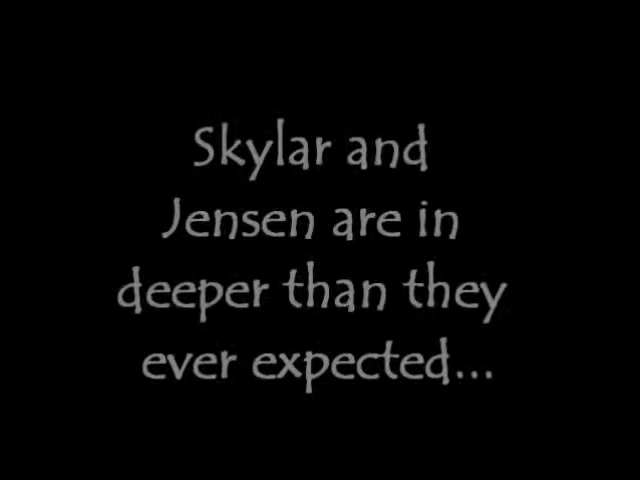 Skylar and
Jensen are in
deeper than they
ever expected...